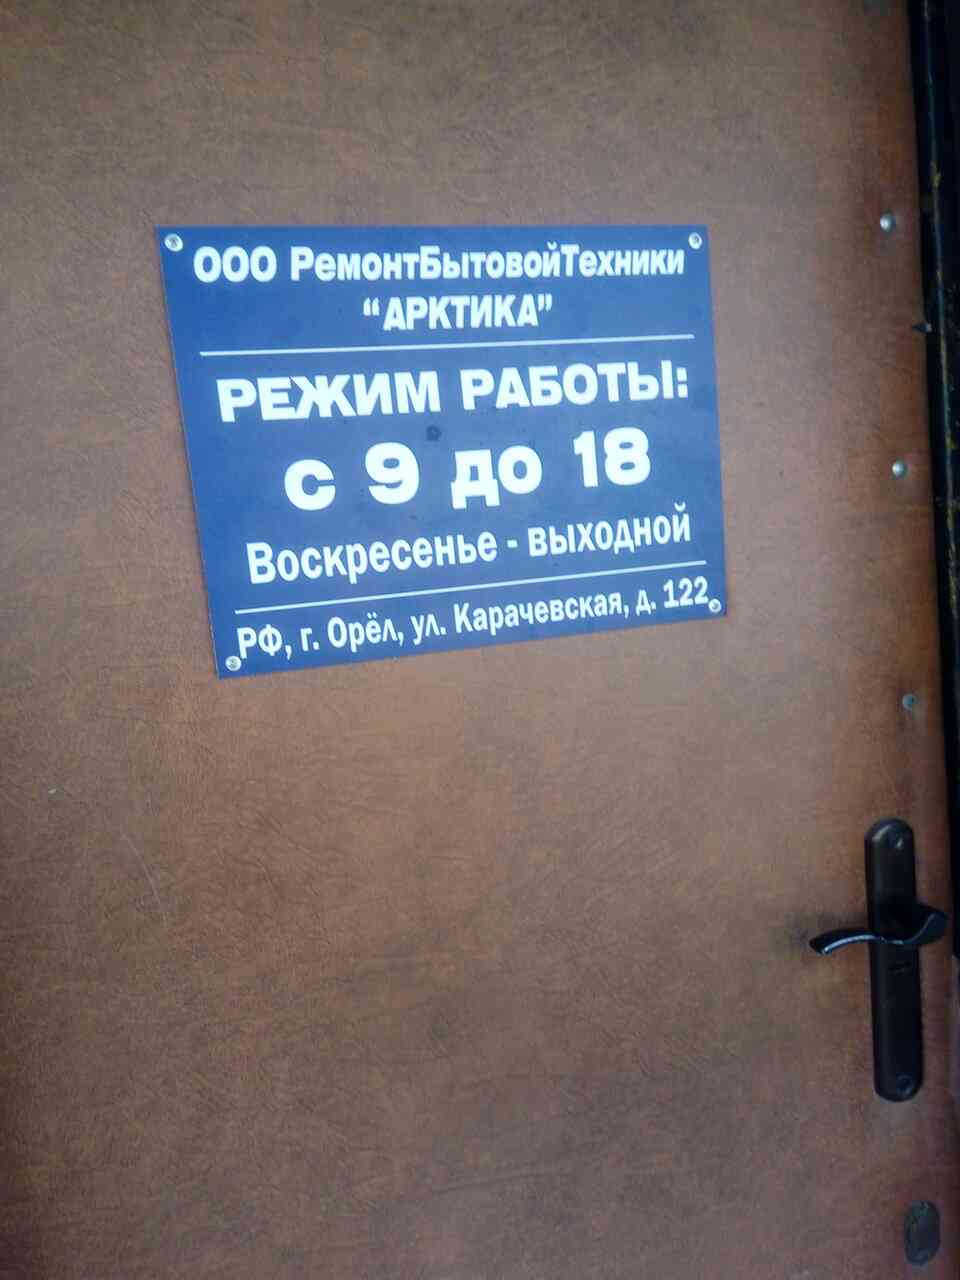 ООО РемонтБытовойТехники
“АРКТИКА”
РЕЖИМ РАБОТЫ:
с 9 до 18
Воскресенье - выходной
РФ, г. Орёл, ул. Карачевская, д. 122